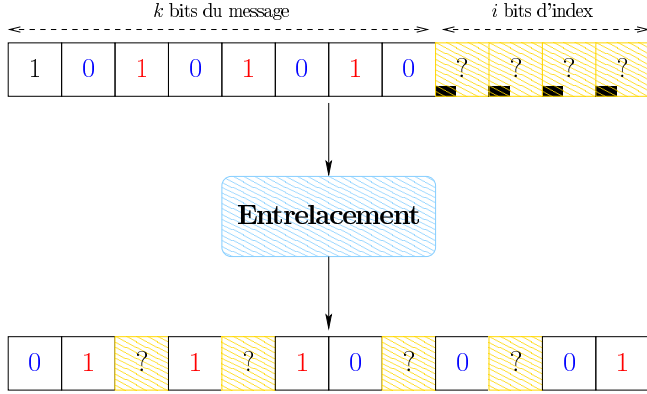 k bits du message i bits d'index
1 0 1 0 1 0 1 0 ? ? ? ?
Entrelacement
0 1 ? 1 ? 1 0 ? 0 ? 0 1